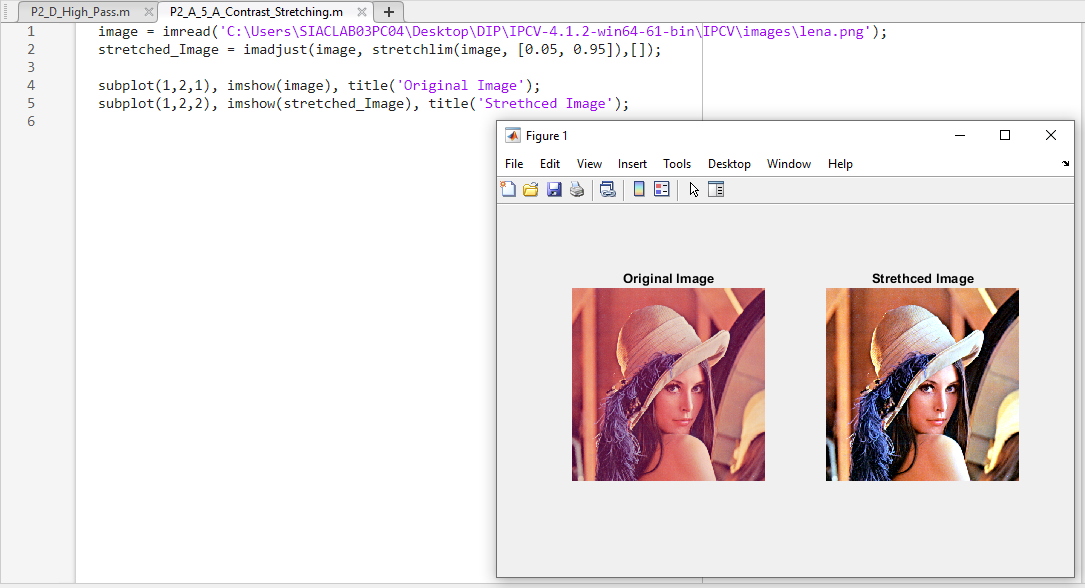 P2_D_High_Pass.m × P2_A_5_A_Contrast_Stretching.m × +
1 image = imread('C:\Users\SIACLAB03PC04\Desktop\DIP\IPCV-4.1.2-win64-61-bin\IPCV\images\lena.png');
2 stretched_Image = imadjust(image, stretchlim(image, [0.05, 0.95]),[]);
3
4 subplot(1,2,1), imshow(image), title('Original Image');
5 subplot(1,2,2), imshow(stretched_Image), title('Strethced Image');
6
Figure 1
File Edit View Insert Tools Desktop Window Help
Original Image Strethced Image